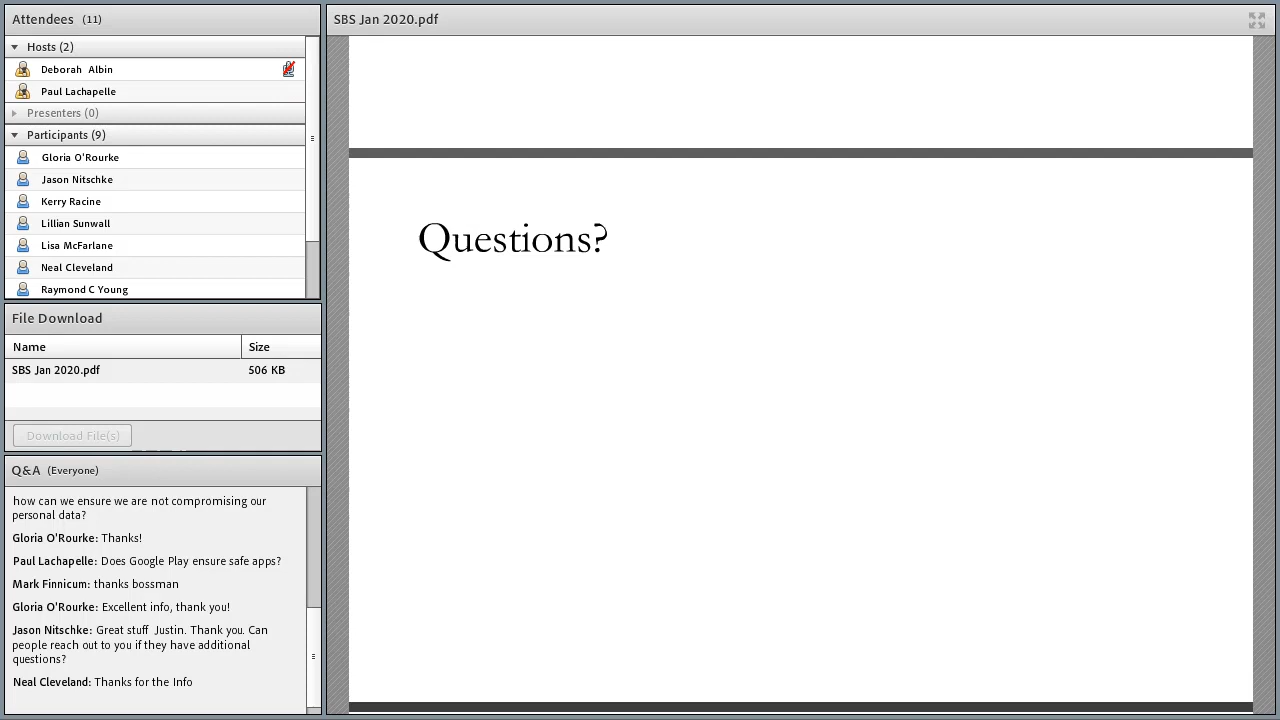 Attendees (11)
Hosts (2)
Deborah Albin
Paul Lachapelle
Presenters (0)
Participants (9)
Gloria O'Rourke
Jason Nitschke
Kerry Racine
Lillian Sunwall
Lisa McFarlane
Neal Cleveland
Raymond C Young
File Download
Name Size
SBS Jan 2020.pdf 506 KB
Download File(s)
Q&A (Everyone)
how can we ensure we are not compromising our
personal data?
Gloria O'Rourke: Thanks!
Paul Lachapelle: Does Google Play ensure safe apps?
Mark Finnicum: thanks bossman
Gloria O'Rourke: Excellent info, thank you!
Jason Nitschke: Great stuff Justin. Thank you. Can
people reach out to you if they have additional
questions?
Neal Cleveland: Thanks for the Info
SBS Jan 2020.pdf
Questions?